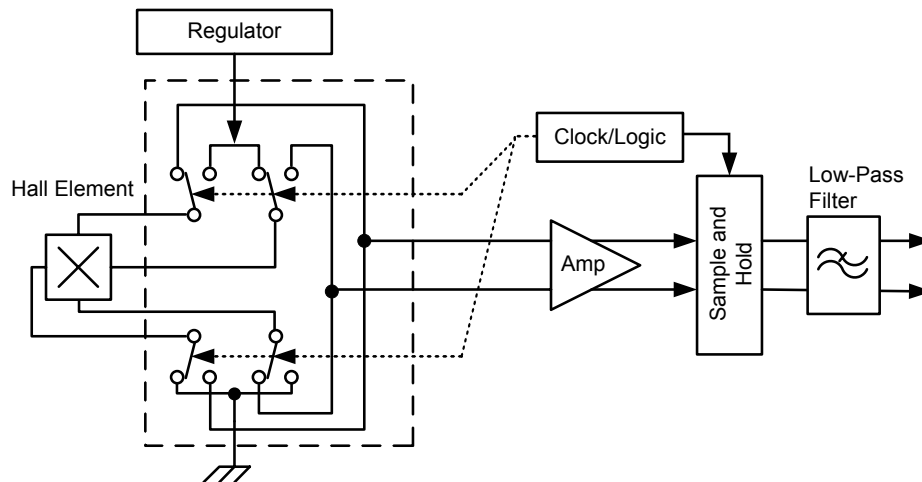 Regulator
Clock/Logic
Hall Element
Low-Pass
Filter
Amp
Sample and
Hold